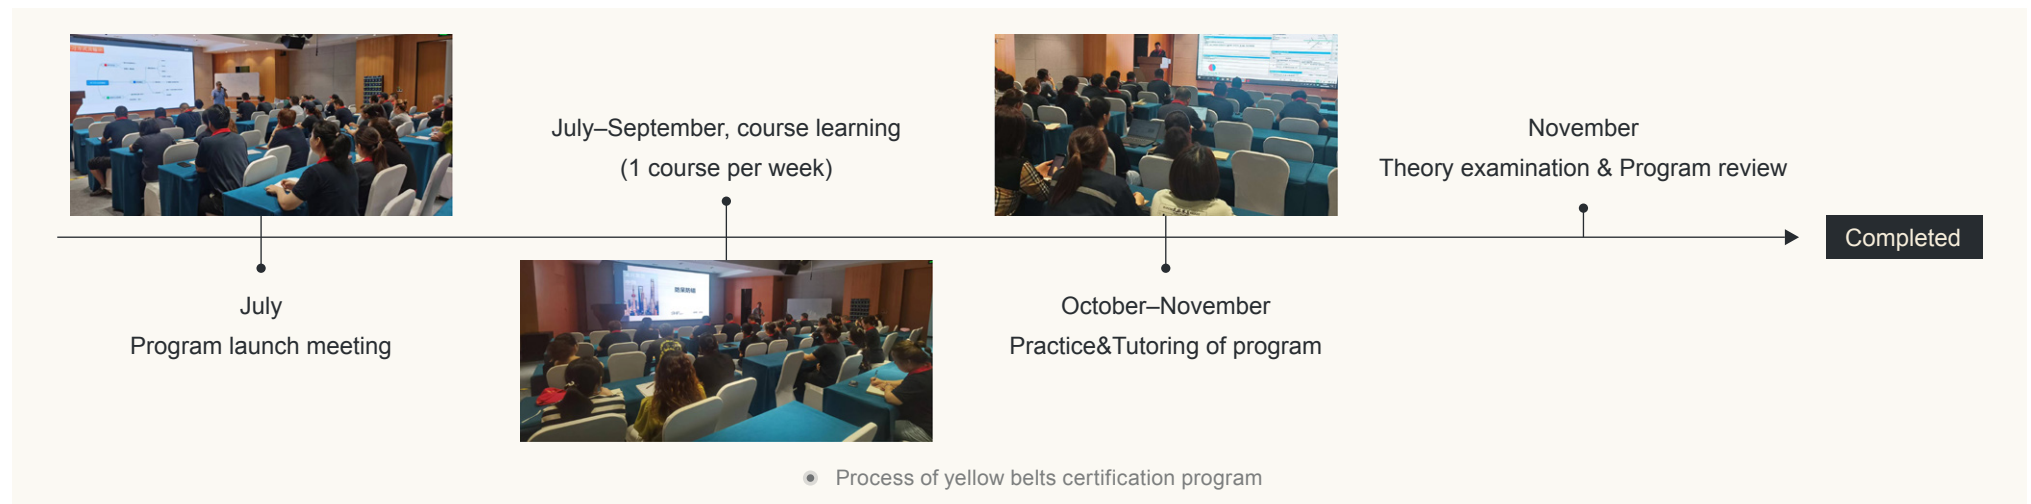 July–September, course learning
(1 course per week)
November
Theory examination & Program review
Completed
July
Program launch meeting
October–November
Practice&Tutoring of program
Process of yellow belts certification program